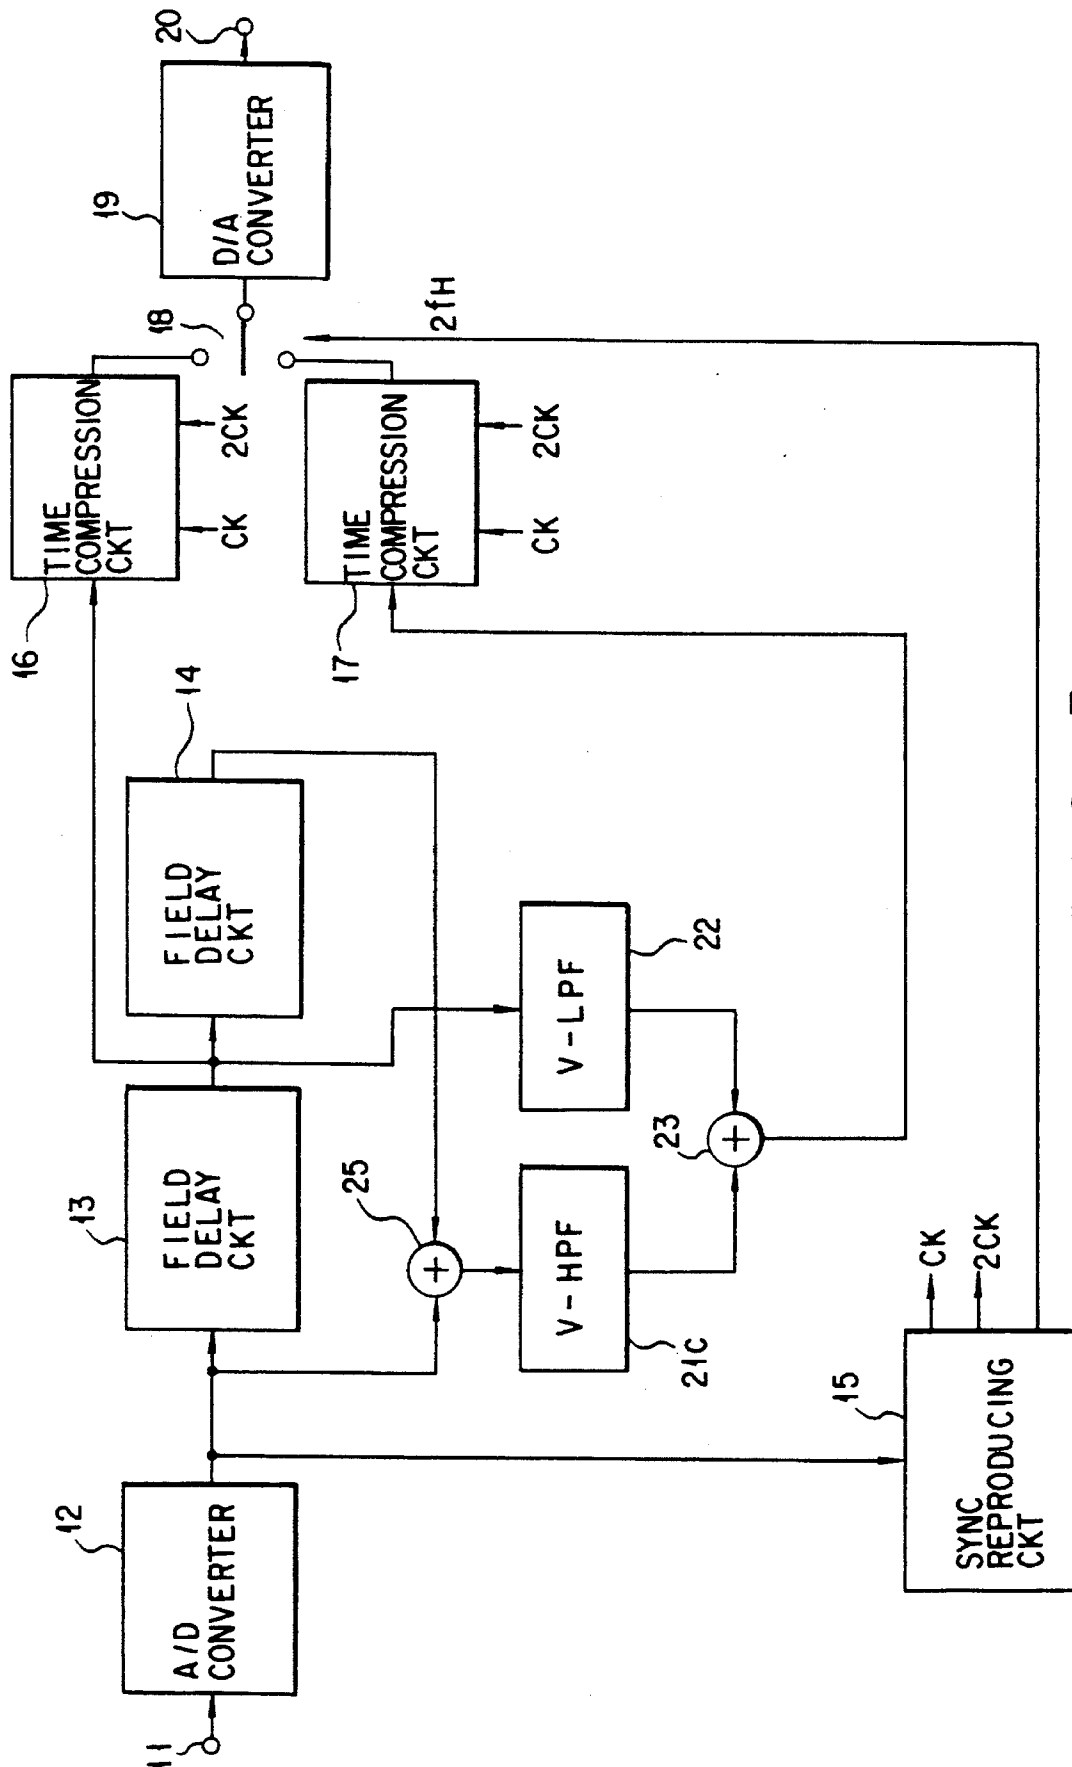 11
12
A/D
CONVERTER
13
FIELD
DELAY
CKT
14
FIELD
DELAY
CKT
16
TIME
COMPRESSION
CKT
CK
2CK
17
TIME
COMPRESSION
CKT
CK
2CK
18
2fH
19
D/A
CONVERTER
20
25
+
21C
V-HPF
22
V-LPF
23
+
15
SYNC
REPRODUCING
CKT
CK
2CK